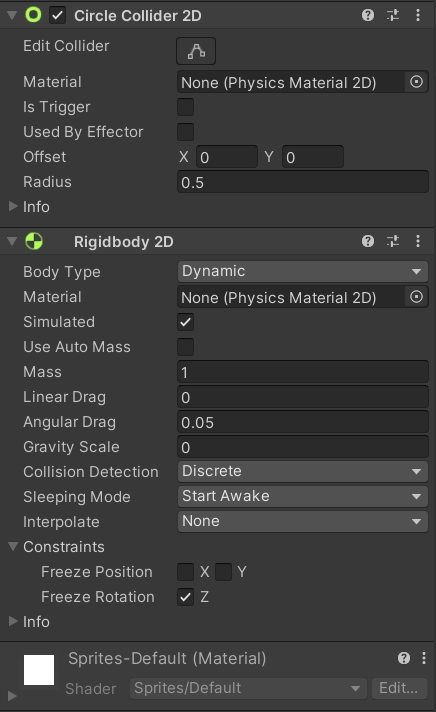 Circle Collider 2D
Edit Collider
Material None (Physics Material 2D)
Is Trigger
Used By Effector
Offset X 0 Y 0
Radius 0.5
Info
Rigidbody 2D
Body Type Dynamic
Material None (Physics Material 2D)
Simulated
Use Auto Mass
Mass 1
Linear Drag 0
Angular Drag 0.05
Gravity Scale 0
Collision Detection Discrete
Sleeping Mode Start Awake
Interpolate None
Constraints
Freeze Position X Y
Freeze Rotation Z
Info
Sprites-Default (Material)
Shader Sprites/Default Edit...